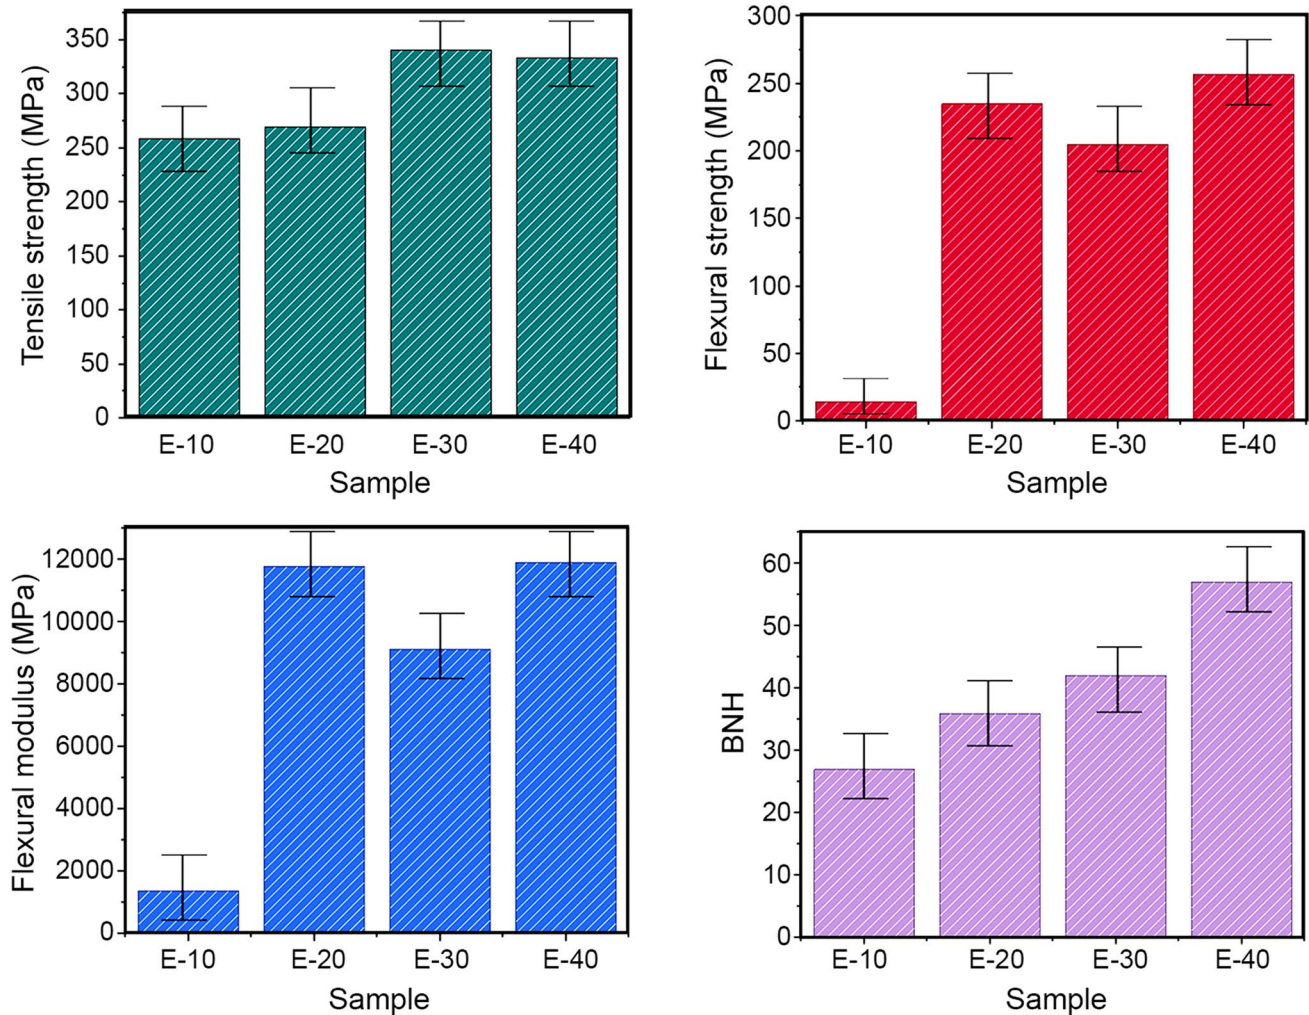 Tensile strength (MPa)
350
300
250
200
150
100
50
0
E-10 E-20 E-30 E-40
Sample
Flexural strength (MPa)
300
250
200
150
100
50
0
E-10 E-20 E-30 E-40
Sample
Flexural modulus (MPa)
12000
10000
8000
6000
4000
2000
0
E-10 E-20 E-30 E-40
Sample
BNH
60
50
40
30
20
10
0
E-10 E-20 E-30 E-40
Sample